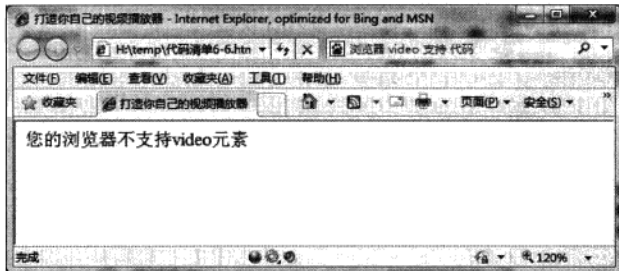 打造你自己的视频播放器 - Internet Explorer, optimized for Bing and MSN
H:\temp\代码清单6-6.htn
浏览器 video 支持 代码
文件(F) 编辑(E) 查看(V) 收藏夹(A) 工具(T) 帮助(H)
收藏夹 打造你自己的视频播放器 页面(P) 安全(S) »
您的浏览器不支持video元素
完成 120%